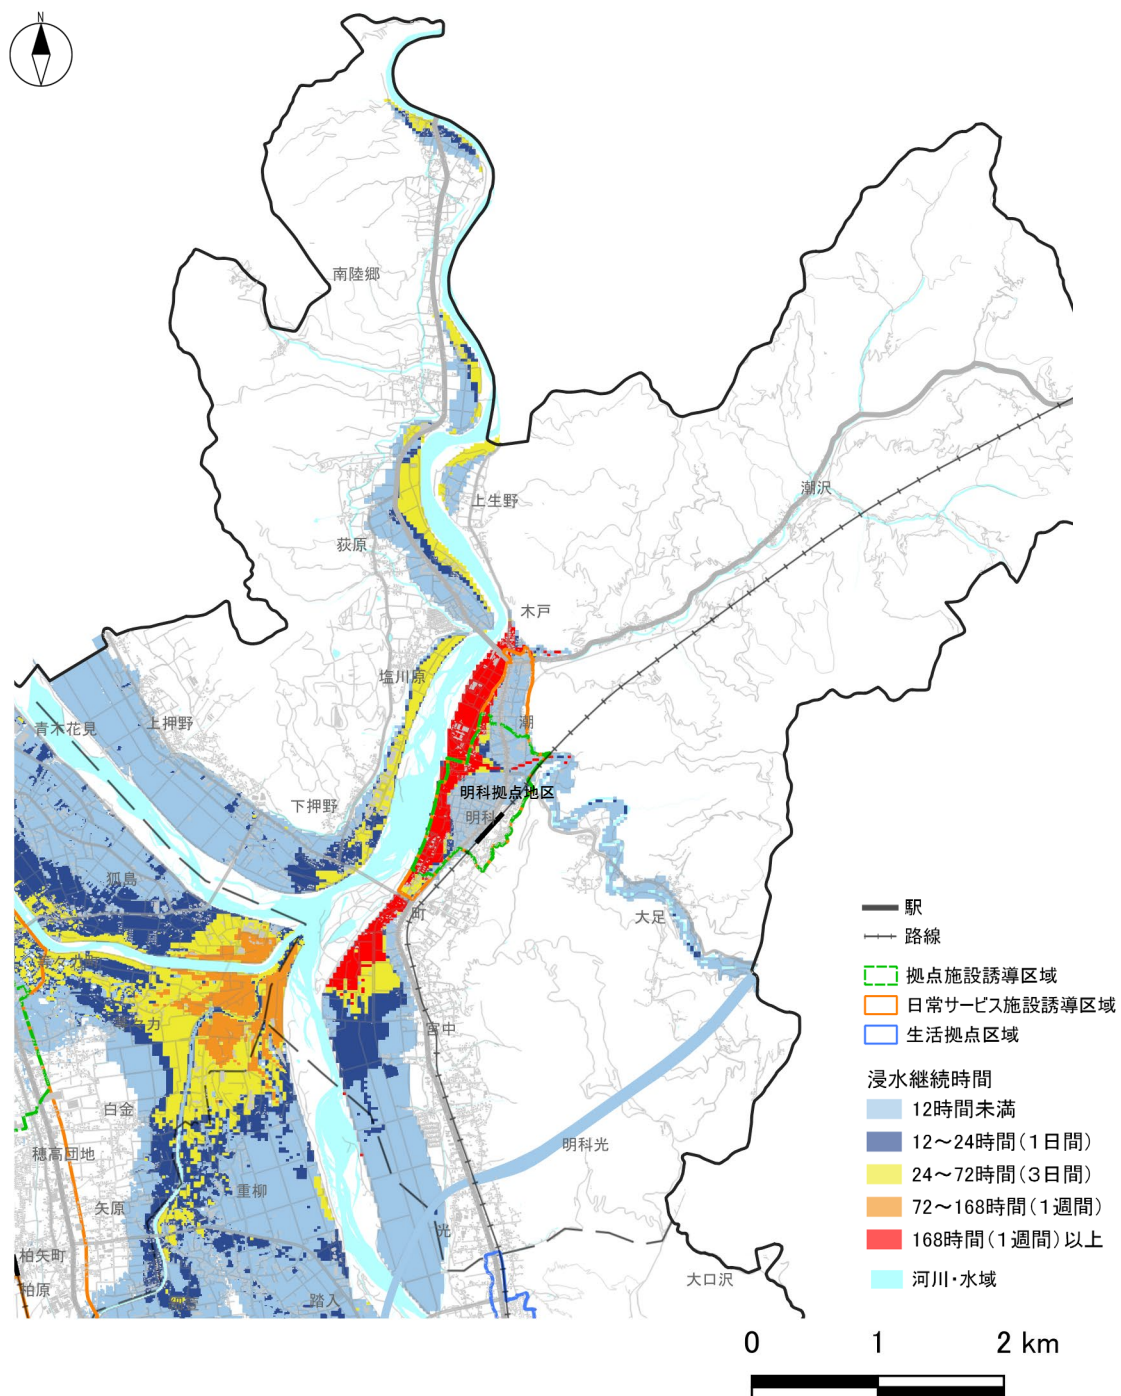 N
南陸郷
潮沢
上生野
荻原
木戸
塩川原
潮
上押野
青木花見
明科拠点地区
下押野
明科
狐島
町
大足
宮中
白金
明科光
穂高団地
重柳
矢原
光
柏矢町
柏原
踏入
大口沢
駅
路線
拠点施設誘導区域
日常サービス施設誘導区域
生活拠点区域
浸水継続時間
12時間未満
12～24時間(1日間)
24～72時間(3日間)
72～168時間(1週間)
168時間(1週間)以上
河川・水域
0 1 2 km